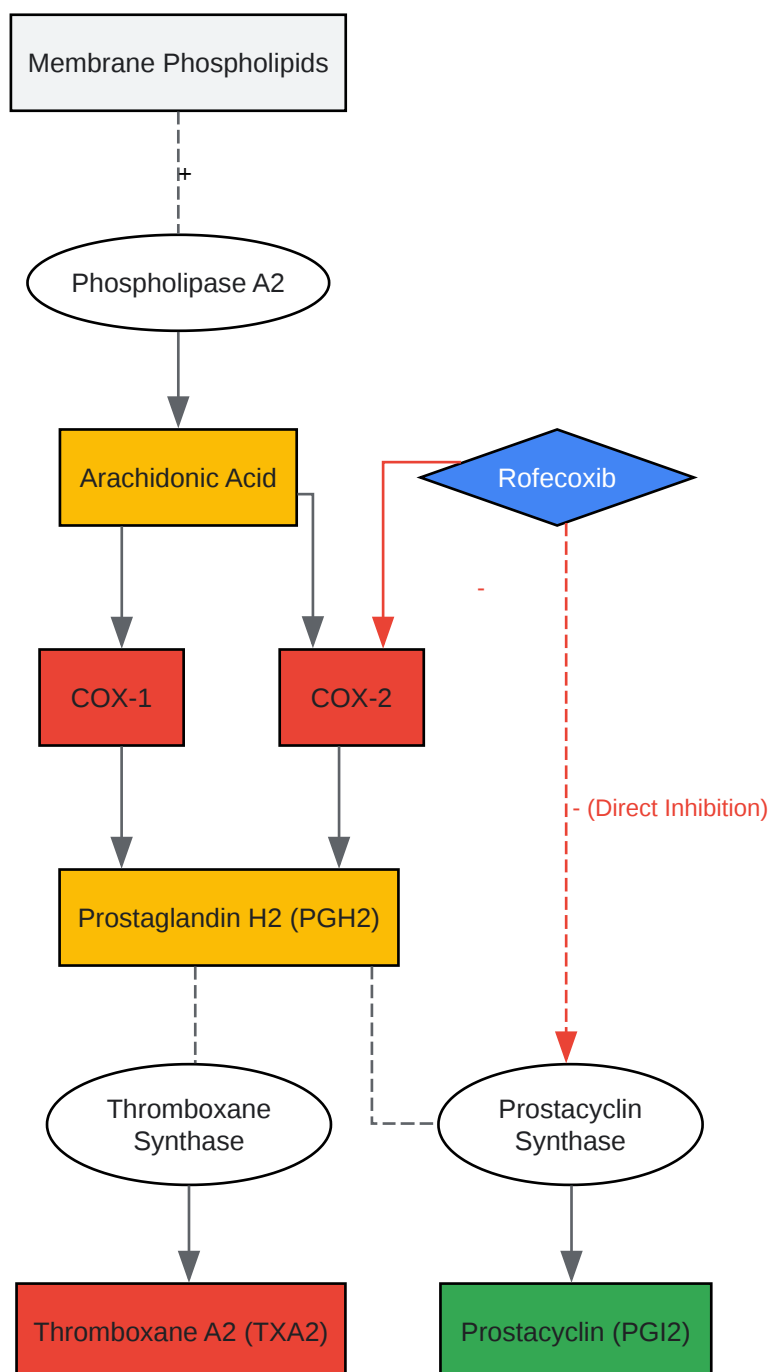 Membrane Phospholipids
+
Phospholipase A2
Arachidonic Acid
Rofecoxib
-
COX-1
COX-2
- (Direct Inhibition)
Prostaglandin H2 (PGH2)
Thromboxane
Synthase
Prostacyclin
Synthase
Thromboxane A2 (TXA2)
Prostacyclin (PGI2)